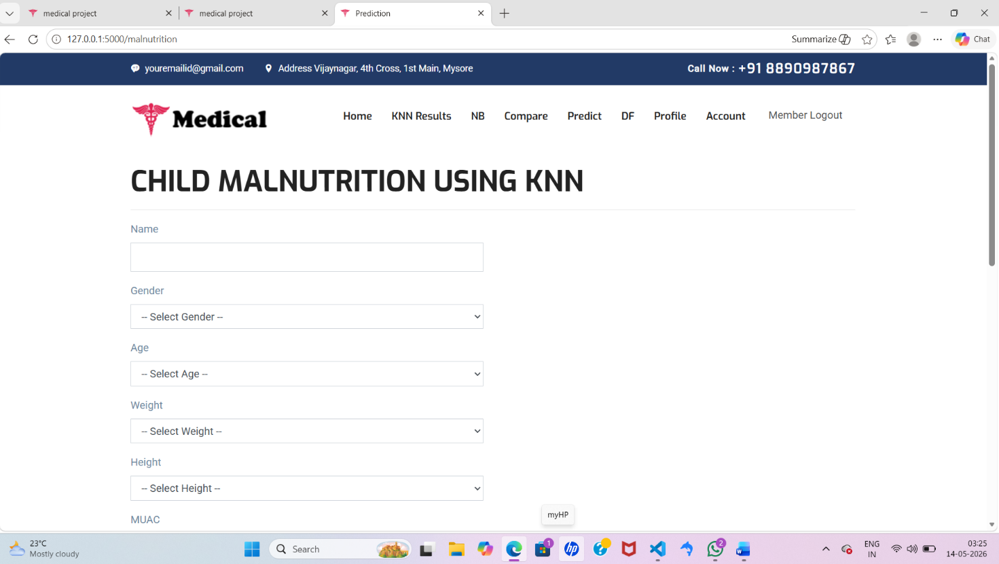 medical project
medical project
Prediction
127.0.0.1:5000/malnutrition
Summarize
Chat
youremailid@gmail.com
Address Vijaynagar, 4th Cross, 1st Main, Mysore
Call Now : +91 8890987867
Medical
Home
KNN Results
NB
Compare
Predict
DF
Profile
Account
Member Logout
CHILD MALNUTRITION USING KNN
Name
Gender
-- Select Gender --
Age
-- Select Age --
Weight
-- Select Weight --
Height
-- Select Height --
MUAC
myHP
23°C
Mostly cloudy
Search
1
hp
?
2
W
ENG
IN
03:25
14-05-2026